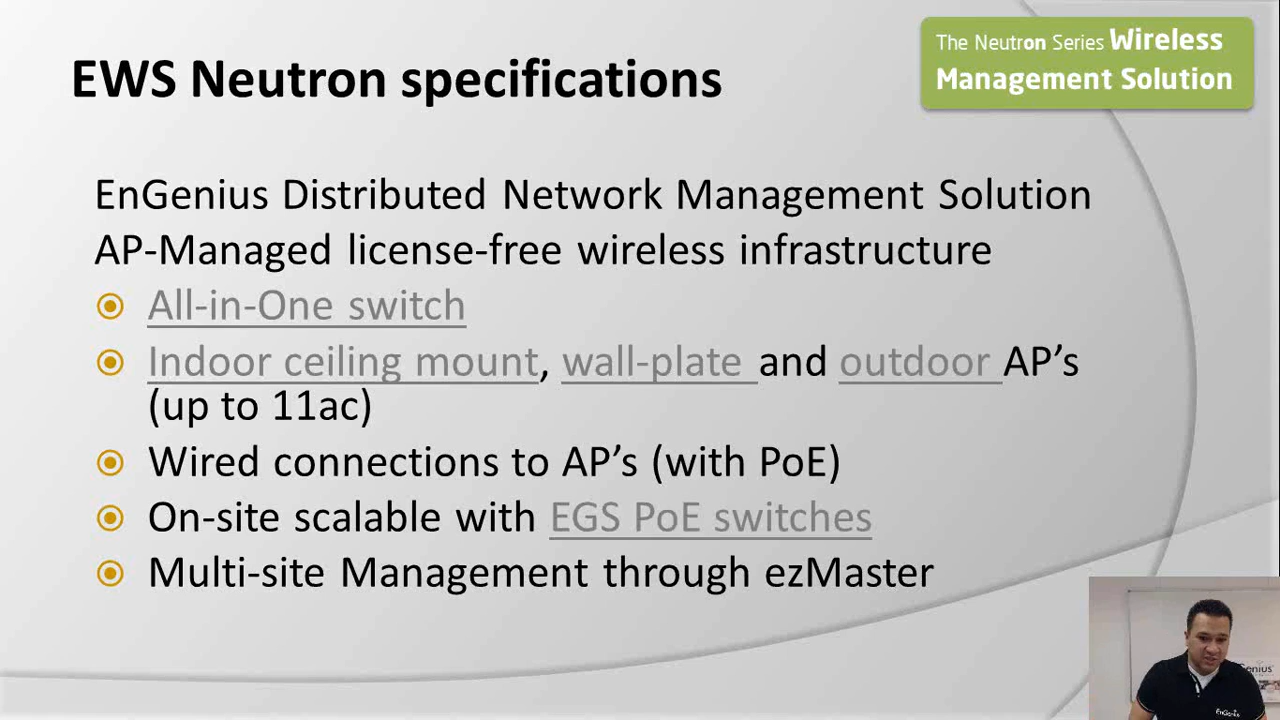 The Neutron Series Wireless
Management Solution
EWS Neutron specifications
EnGenius Distributed Network Management Solution
AP-Managed license-free wireless infrastructure
All-in-One switch
Indoor ceiling mount, wall-plate and outdoor AP’s
(up to 11ac)
Wired connections to AP’s (with PoE)
On-site scalable with EGS PoE switches
Multi-site Management through ezMaster
Genius
EnGenius